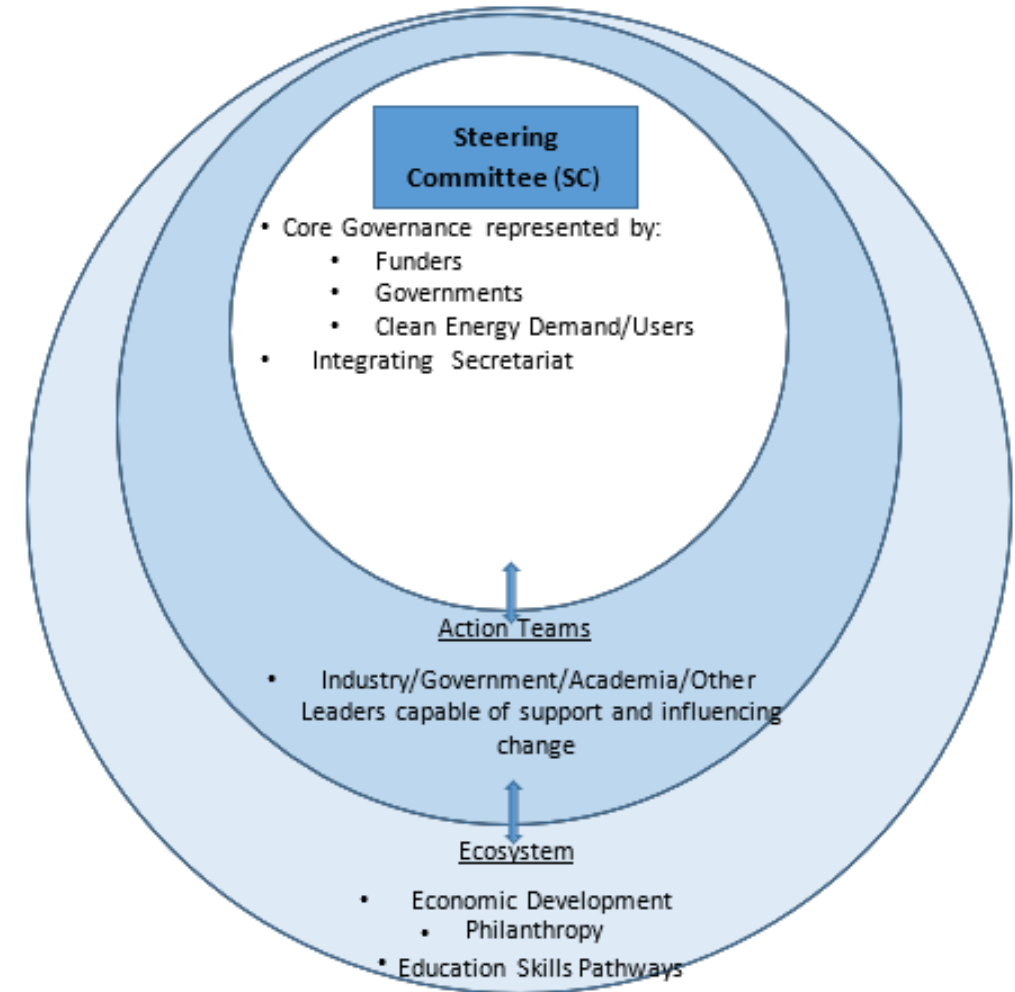 Steering
Committee (SC)
• Core Governance represented by:
• Funders
• Governments
• Clean Energy Demand/Users
• Integrating Secretariat
Action Teams
• Industry/Government/Academia/Other
Leaders capable of support and influencing
change
Ecosystem
• Economic Development
• Philanthropy
• Education Skills Pathways